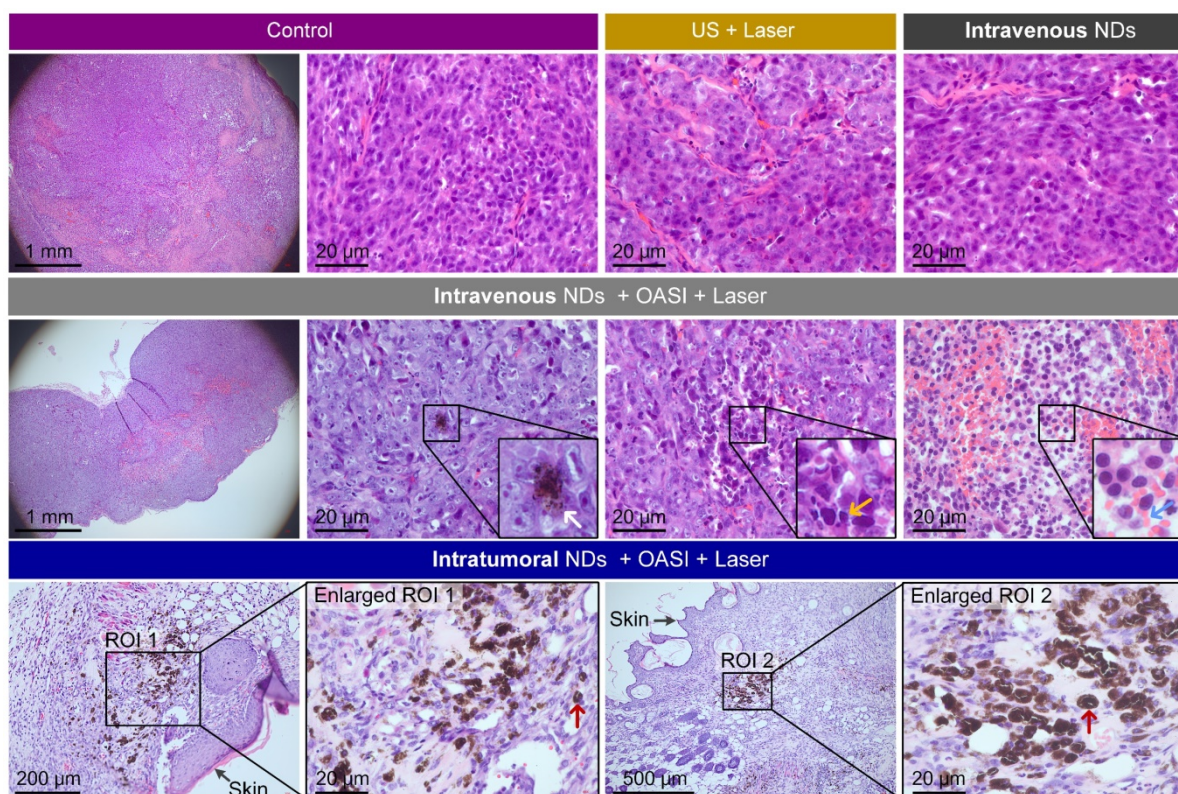 Control
US + Laser
Intravenous NDs
1 mm
20 µm
20 µm
20 µm
Intravenous NDs + OASI + Laser
1 mm
20 µm
20 µm
20 µm
Intratumoral NDs + OASI + Laser
ROI 1
Enlarged ROI 1
Skin
ROI 2
Enlarged ROI 2
200 µm
Skin
20 µm
500 µm
20 µm